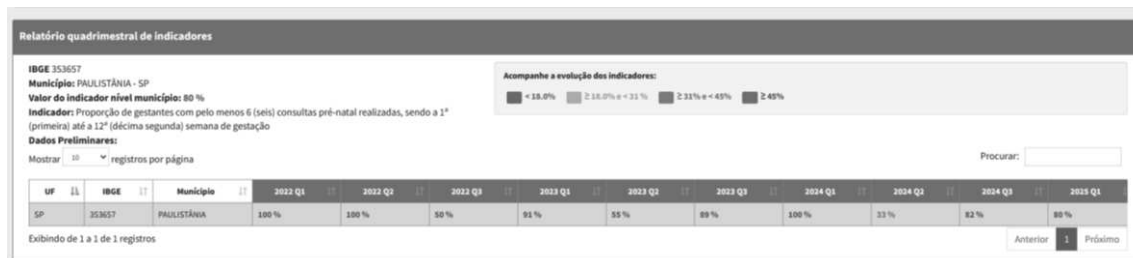 Relatório quadrimestral de indicadores
IBGE 353657
Município: PAULISTÂNIA - SP
Valor do indicador nível município: 80 %
Indicador: Proporção de gestantes com pelo menos 6 (seis) consultas pré-natal realizadas, sendo a 1ª
(primeira) até a 12ª (décima segunda) semana de gestação
Dados Preliminares:
Mostrar 10 registros por página
Acompanhe a evolução dos indicadores:
< 18.0% ≥ 18.0% e < 31 % ≥ 31% e < 45% ≥ 45%
Procurar:
UF IBGE Município 2022 Q1 2022 Q2 2022 Q3 2023 Q1 2023 Q2 2023 Q3 2024 Q1 2024 Q2 2024 Q3 2025 Q1
SP 353657 PAULISTÂNIA 100 % 100 % 50 % 91 % 55 % 89 % 100 % 33 % 82 % 80 %
Exibindo de 1 a 1 de 1 registros
Anterior 1 Próximo